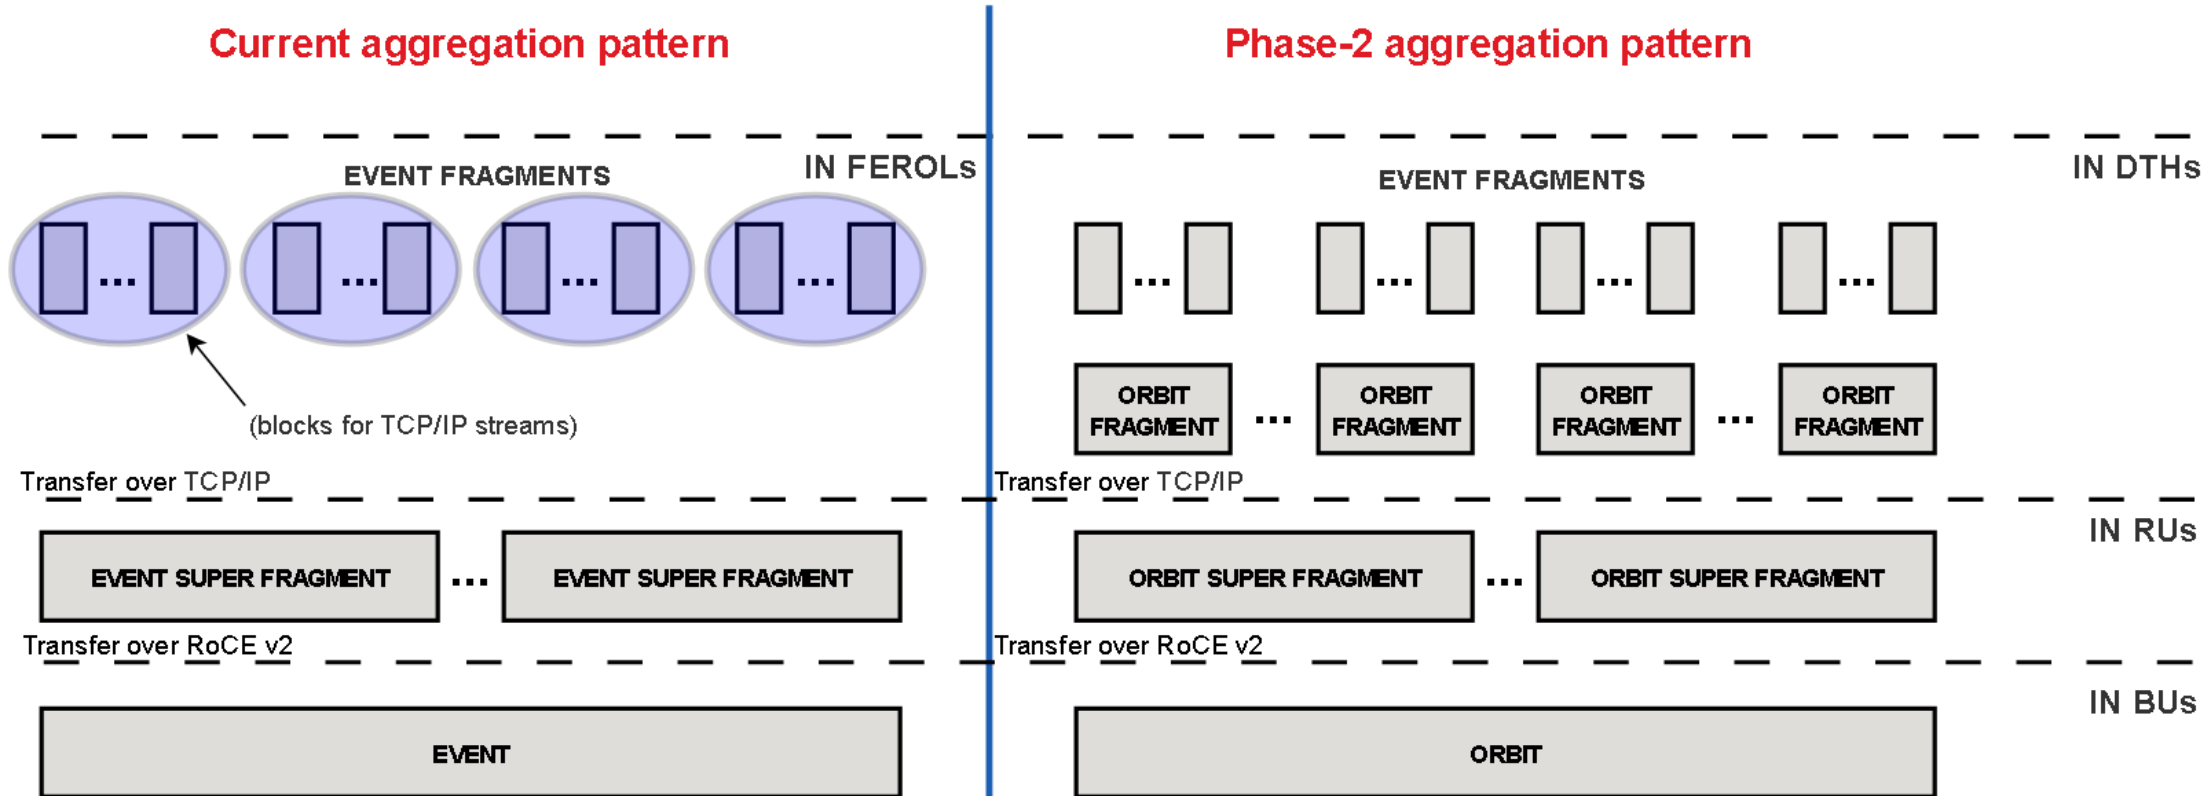 Current aggregation pattern
Phase-2 aggregation pattern
IN FEROLs
EVENT FRAGMENTS
IN DTHs
EVENT FRAGMENTS
... ... ... ...
... ... ... ...
ORBIT
FRAGMENT
...
ORBIT
FRAGMENT
ORBIT
FRAGMENT
...
ORBIT
FRAGMENT
(blocks for TCP/IP streams)
Transfer over TCP/IP
Transfer over TCP/IP
IN RUs
EVENT SUPER FRAGMENT ... EVENT SUPER FRAGMENT
ORBIT SUPER FRAGMENT ... ORBIT SUPER FRAGMENT
Transfer over RoCE v2
Transfer over RoCE v2
IN BUs
EVENT
ORBIT